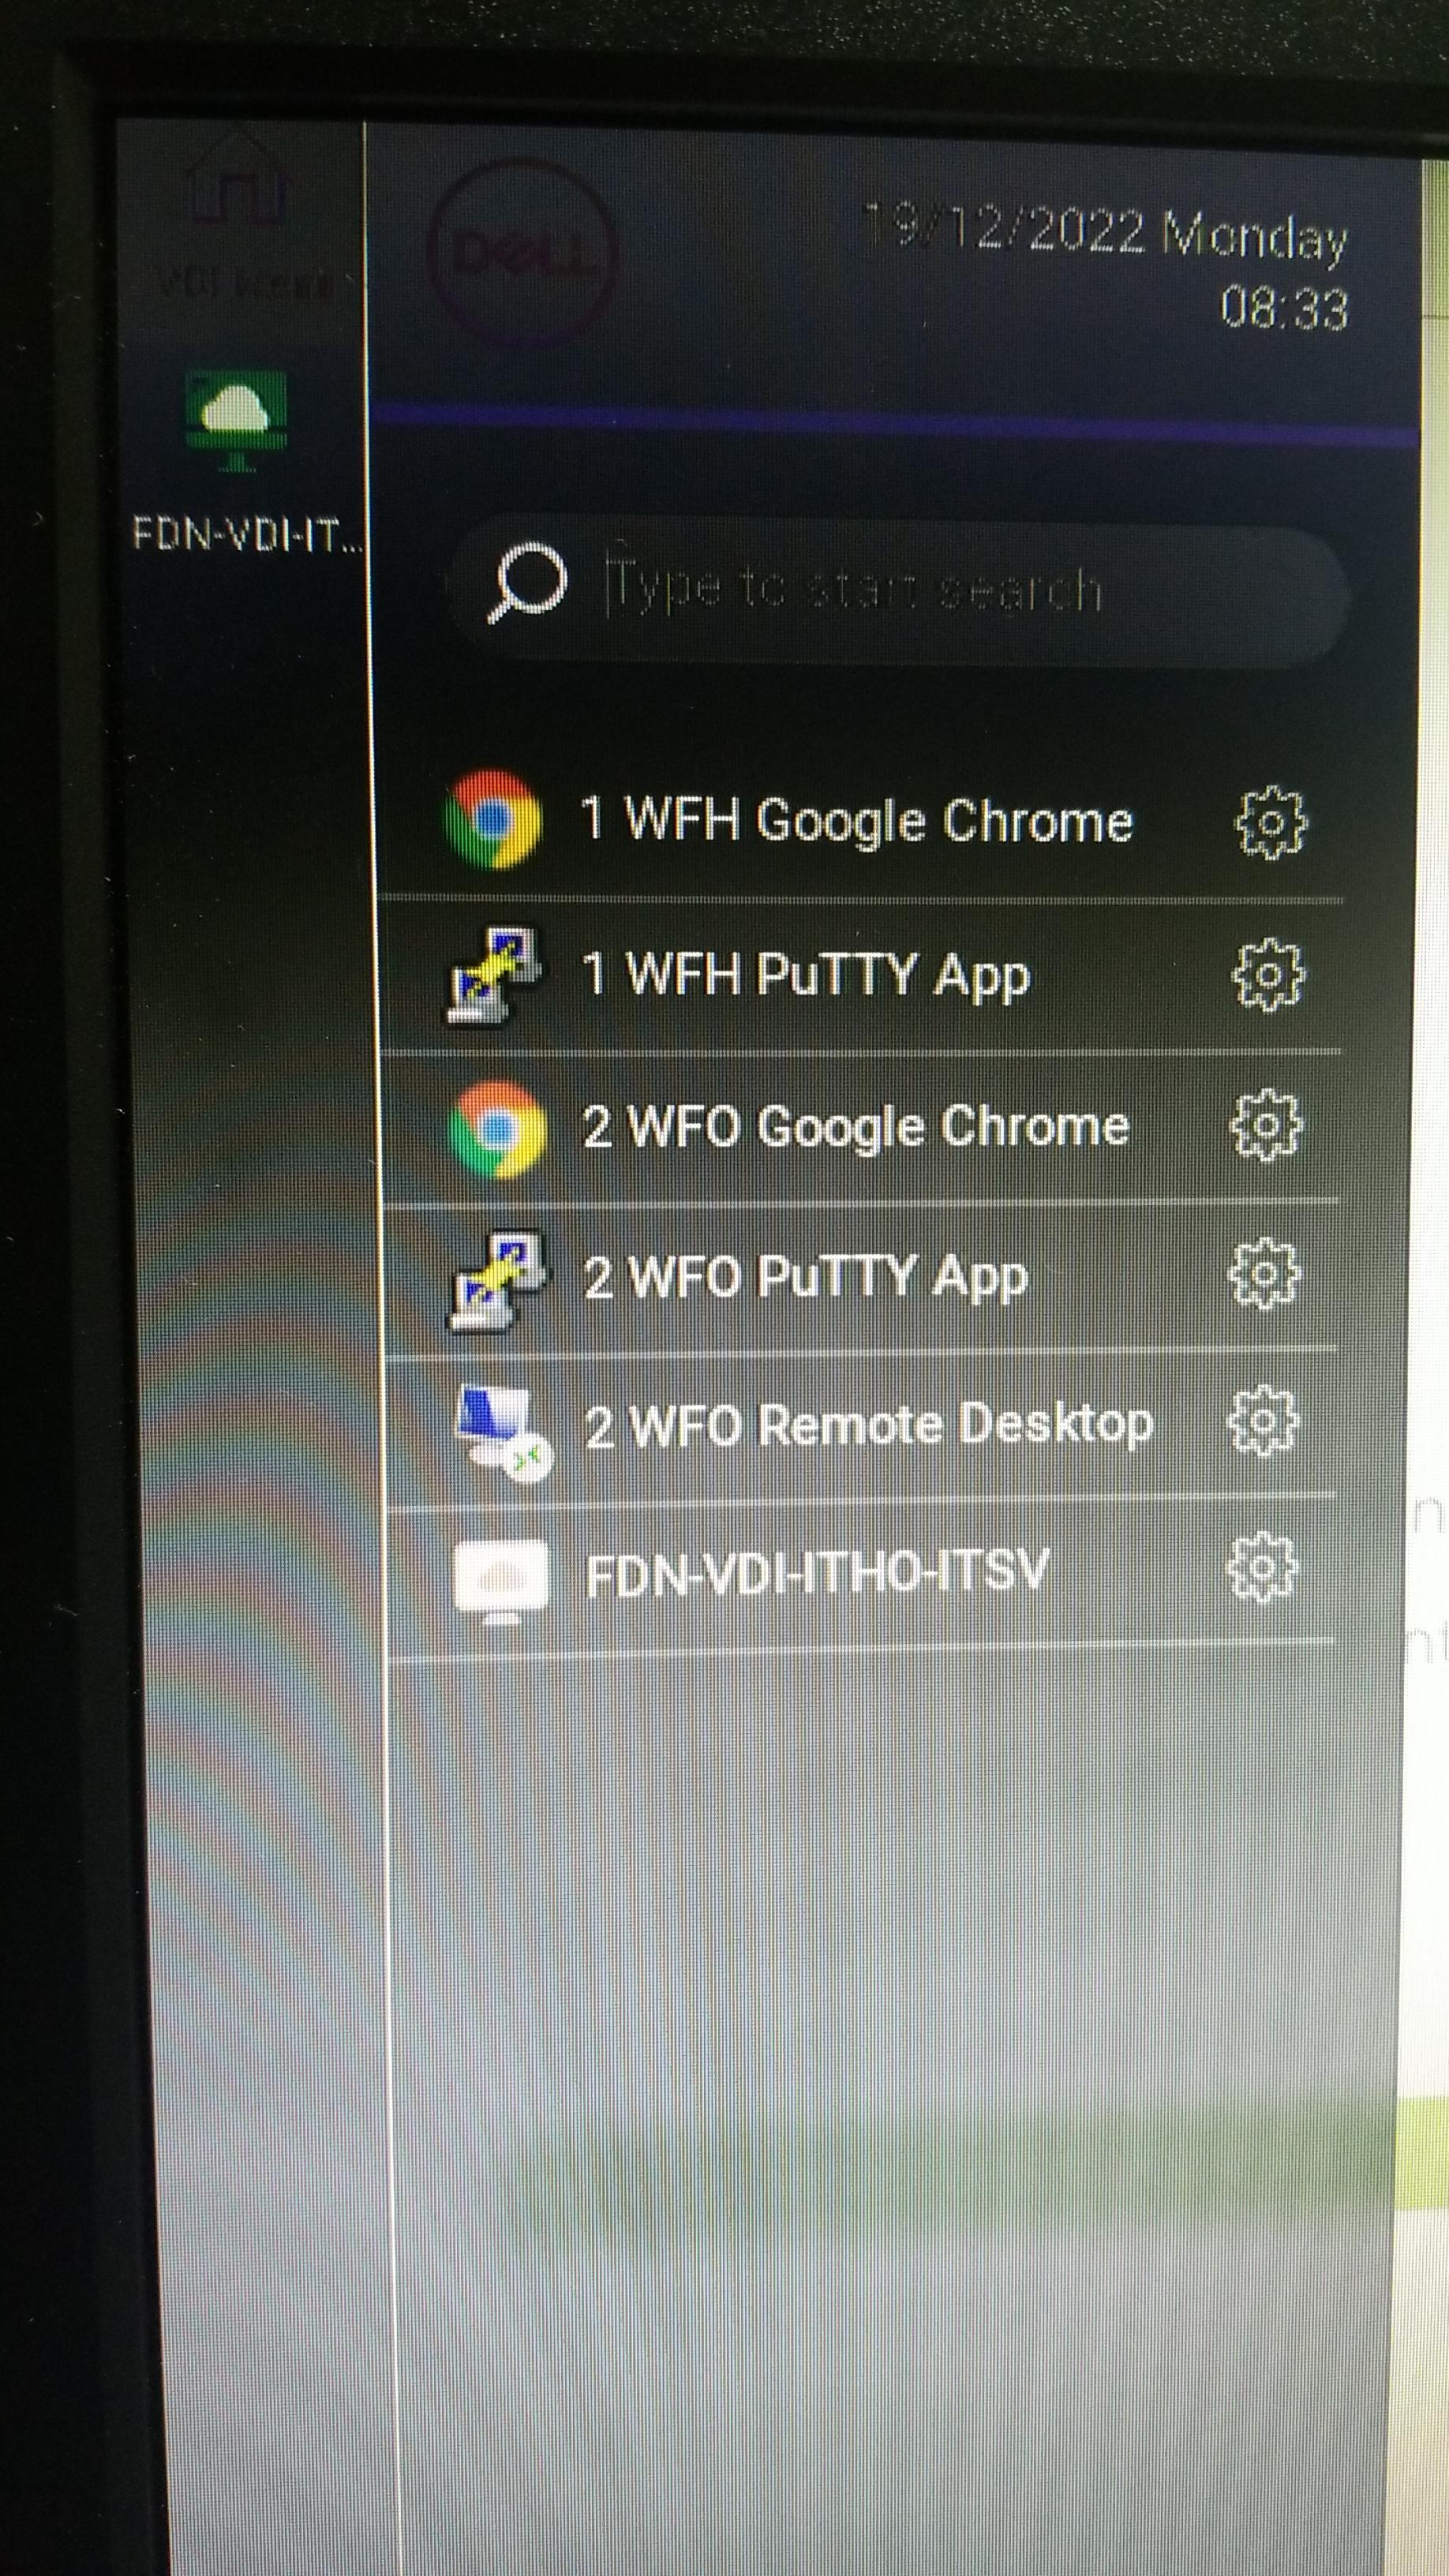 DELL
19/12/2022 Monday
08:33
FDN-VDI-IT...
Type to start search
1 WFH Google Chrome
1 WFH PuTTY App
2 WFO Google Chrome
2 WFO PuTTY App
2 WFO Remote Desktop
FDN-VDI-ITHO-ITSV